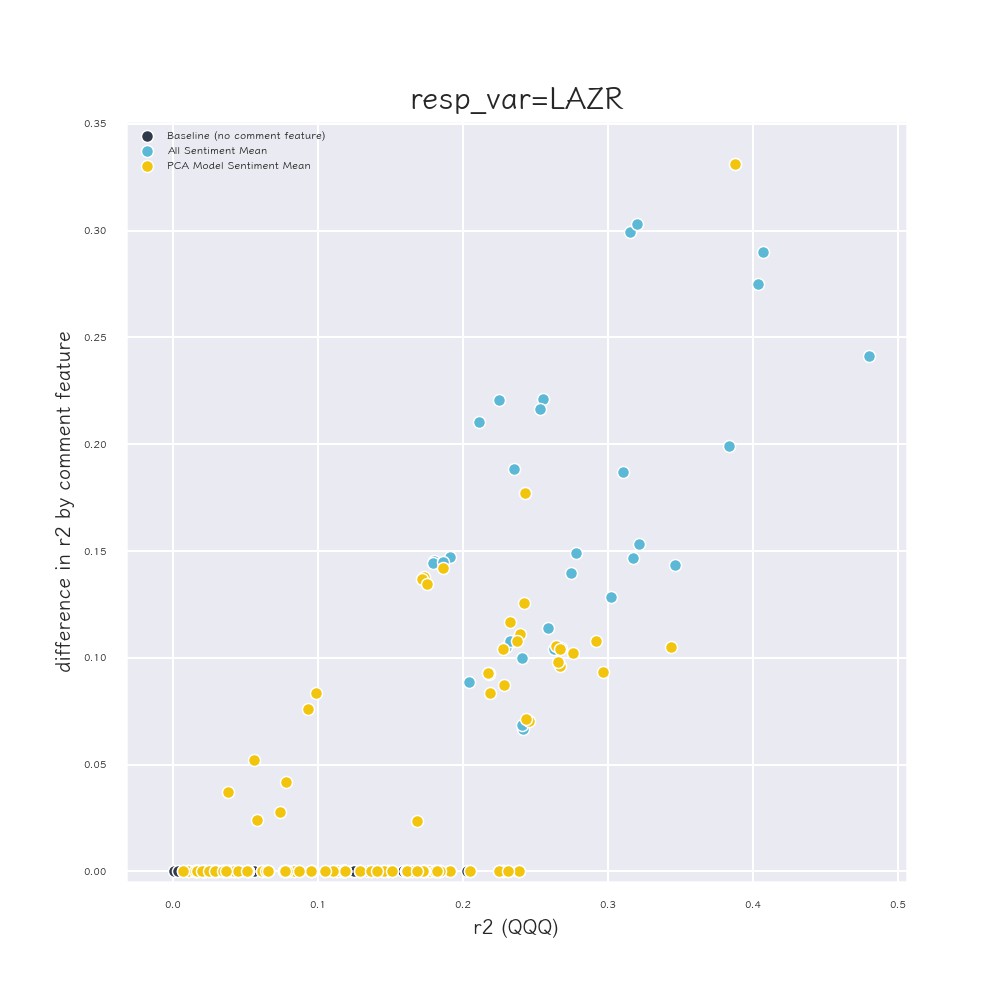 resp_var=LAZR
0.35
Baseline (no comment feature)
All Sentiment Mean
PCA Model Sentiment Mean
0.30
0.25
0.20
0.15
0.10
0.05
0.00
difference in r2 by comment feature
0.0 0.1 0.2 0.3 0.4 0.5
r2 (QQQ)